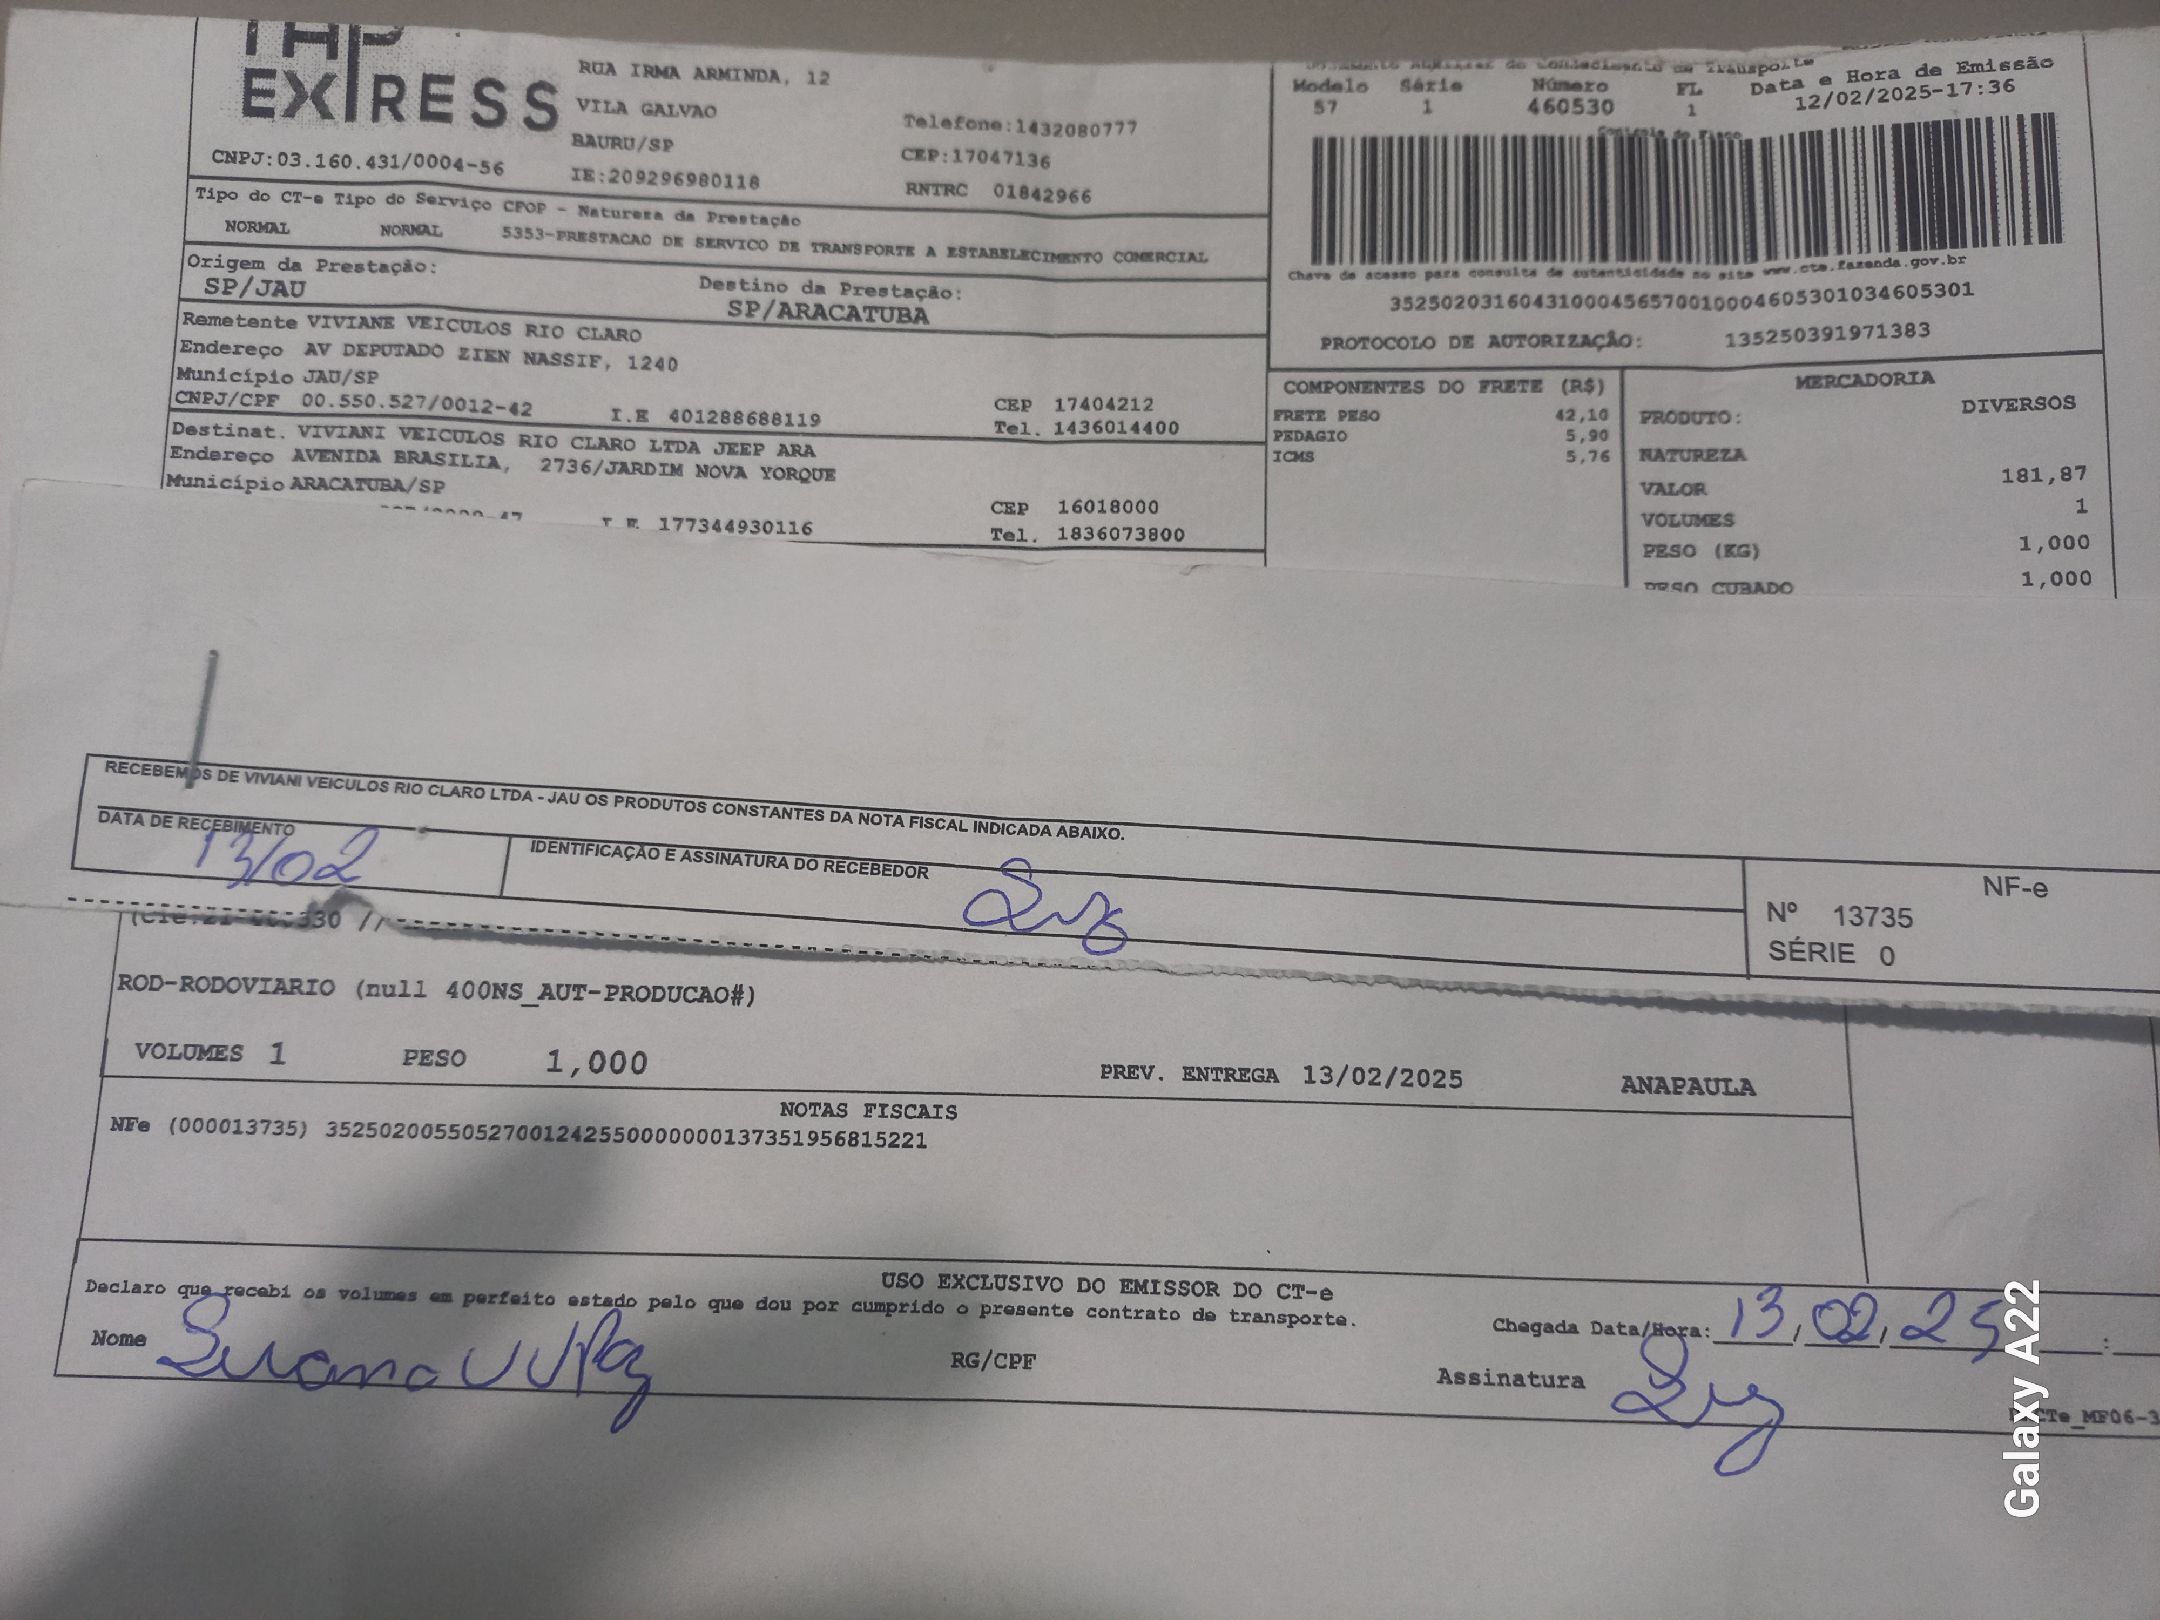 EXPRESS
RUA IRMA ARMINDA, 12
VILA GALVAO
BAURU/SP
Telefone:1432080777
CEP:17047136
CNPJ:03.160.431/0004-56
IE:209296980118
RNTRC 01842966
Modelo Série Número FL Data e Hora de Emissão
57 1 460530 1 12/02/2025-17:36
Controle do Fisco
Chave de acesso para consulta de autenticidade no site www.cte.fazenda.gov.br
35250203160431000456570010004605301034605301
PROTOCOLO DE AUTORIZAÇÃO: 135250391971383
Tipo do CT-e Tipo do Serviço CFOP - Natureza da Prestação
NORMAL NORMAL 5353-PRESTACAO DE SERVICO DE TRANSPORTE A ESTABELECIMENTO COMERCIAL
Origem da Prestação: Destino da Prestação:
SP/JAU SP/ARACATUBA
Remetente VIVIANE VEICULOS RIO CLARO
Endereço AV DEPUTADO ZIEN NASSIF, 1240
Município JAU/SP CEP 17404212
CNPJ/CPF 00.550.527/0012-42 I.E 401288688119 Tel. 1436014400
Destinat. VIVIANI VEICULOS RIO CLARO LTDA JEEP ARA
Endereço AVENIDA BRASILIA, 2736/JARDIM NOVA YORQUE
Município ARACATUBA/SP CEP 16018000
I.E 177344930116 Tel. 1836073800
COMPONENTES DO FRETE (R$)
FRETE PESO 42,10
PEDAGIO 5,90
ICMS 5,76
MERCADORIA
PRODUTO: DIVERSOS
NATUREZA
VALOR 181,87
VOLUMES 1
PESO (KG) 1,000
PESO CUBADO 1,000
RECEBEMOS DE VIVIANI VEICULOS RIO CLARO LTDA - JAU OS PRODUTOS CONSTANTES DA NOTA FISCAL INDICADA ABAIXO.
DATA DE RECEBIMENTO
13/02
IDENTIFICAÇÃO E ASSINATURA DO RECEBEDOR
NF-e
Nº 13735
SÉRIE 0
ROD-RODOVIARIO (null 400NS_AUT-PRODUCAO#)
VOLUMES 1 PESO 1,000 PREV. ENTREGA 13/02/2025 ANAPAULA
NOTAS FISCAIS
NFe (000013735) 35250200550527001242550000000137351956815221
USO EXCLUSIVO DO EMISSOR DO CT-e
Declaro que recebi os volumes em perfeito estado pelo que dou por cumprido o presente contrato de transporte.
Nome Luana RG/CPF
Chegada Data/Hora: 13/02/25 :
Assinatura
Galaxy A22